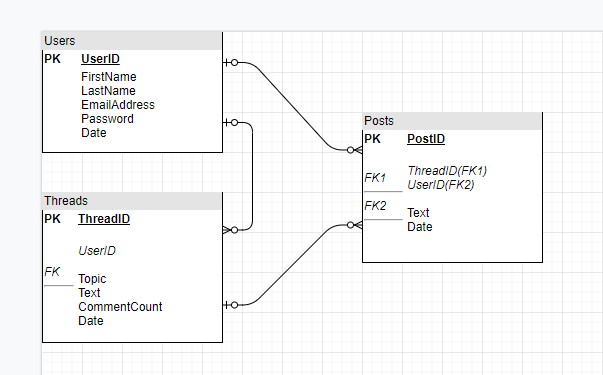 Users
PK UserID
FirstName
LastName
EmailAddress
Password
Date
Threads
PK ThreadID
UserID
FK
Topic
Text
CommentCount
Date
Posts
PK PostID
FK1 ThreadID(FK1)
UserID(FK2)
FK2
Text
Date